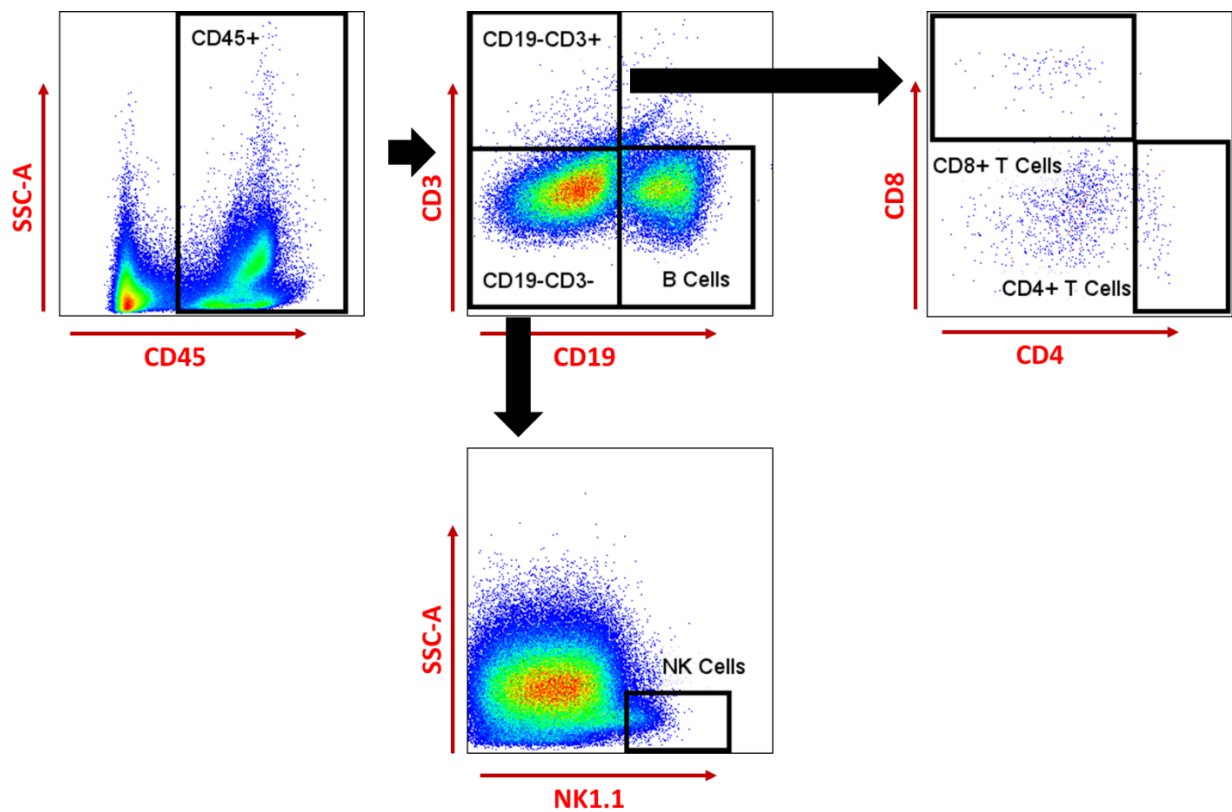 CD45+
SSC-A
CD45
CD19-CD3+
CD3
CD19-CD3-
B Cells
CD19
CD8
CD8+ T Cells
CD4+ T Cells
CD4
SSC-A
NK Cells
NK1.1